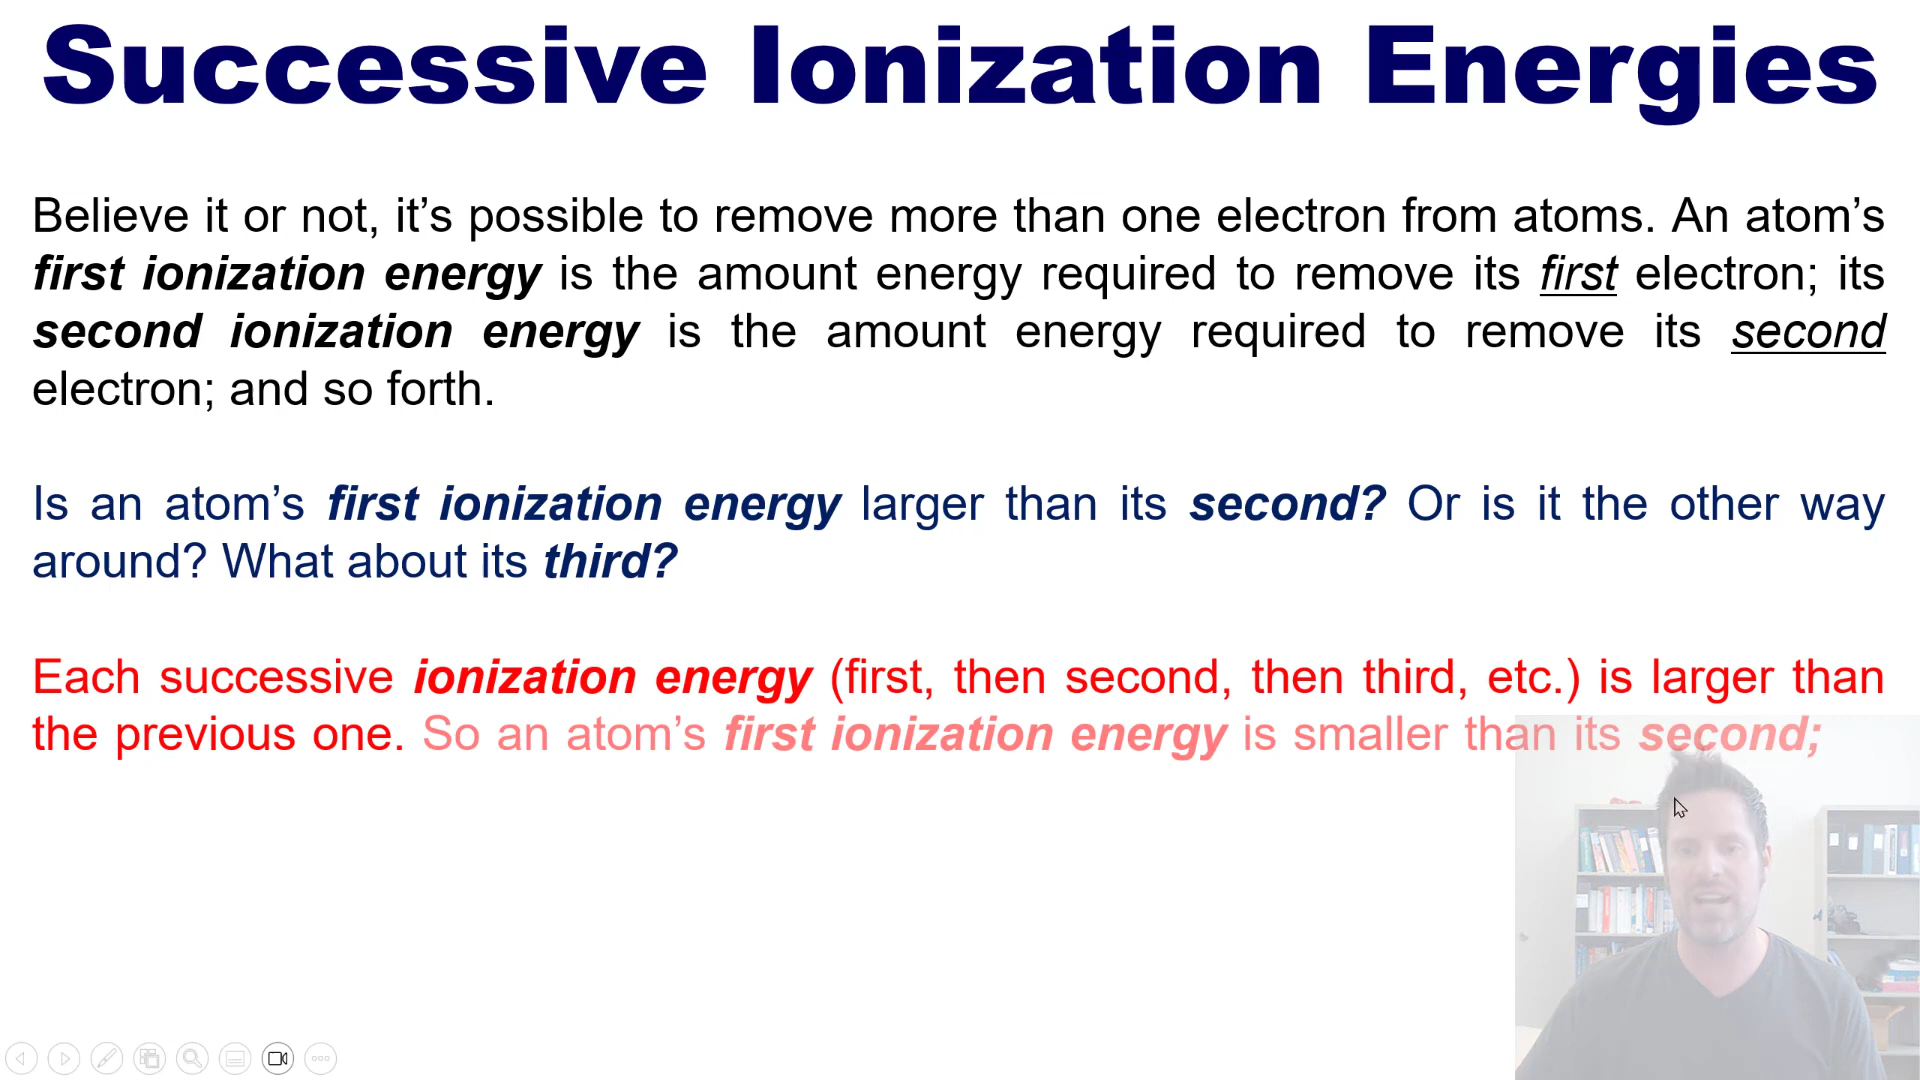 Successive Ionization Energies
Believe it or not, it’s possible to remove more than one electron from atoms. An atom’s
first ionization energy is the amount energy required to remove its first electron; its
second ionization energy is the amount energy required to remove its second
electron; and so forth.
Is an atom’s first ionization energy larger than its second? Or is it the other way
around? What about its third?
Each successive ionization energy (first, then second, then third, etc.) is larger than
the previous one. So an atom’s first ionization energy is smaller than its second;